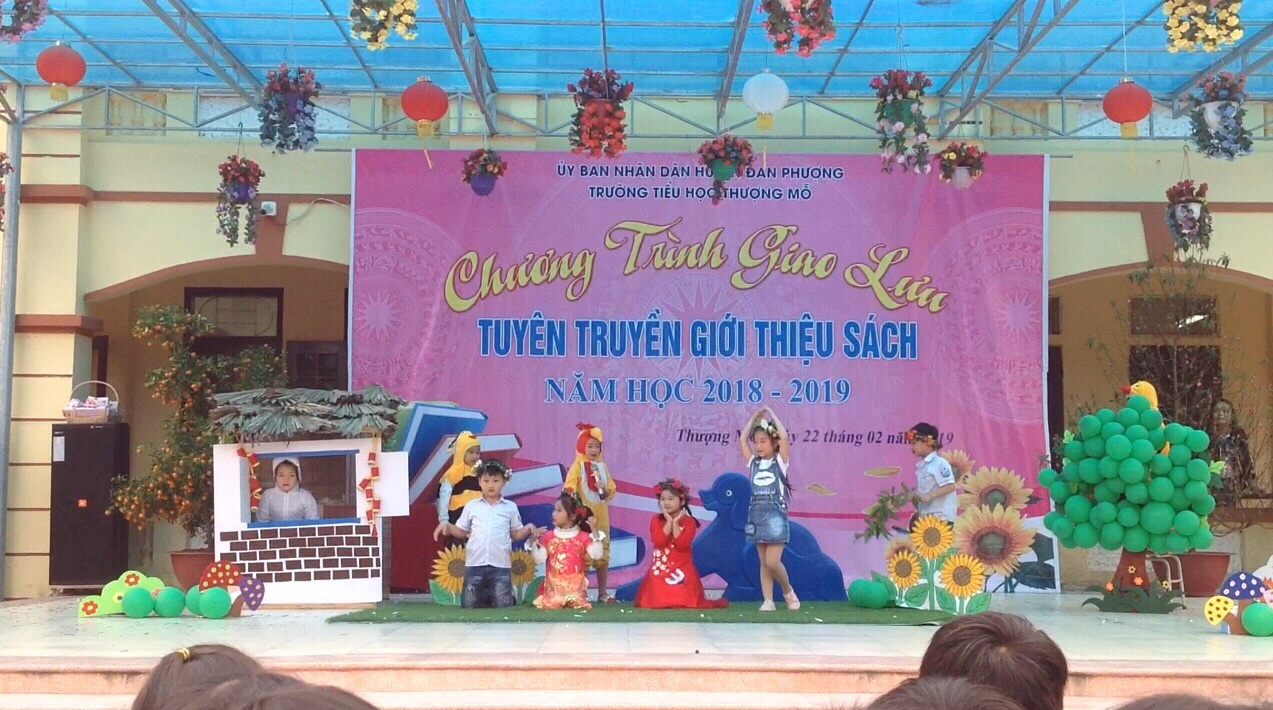 ỦY BAN NHÂN DÂN ĐAN PHƯỢNG
TRƯỜNG TIỂU HỌC THƯỢNG MỖ
Chương Trình Giao Lưu
TUYÊN TRUYỀN GIỚI THIỆU SÁCH
NĂM HỌC 2018 - 2019
Thượng 22 tháng 02